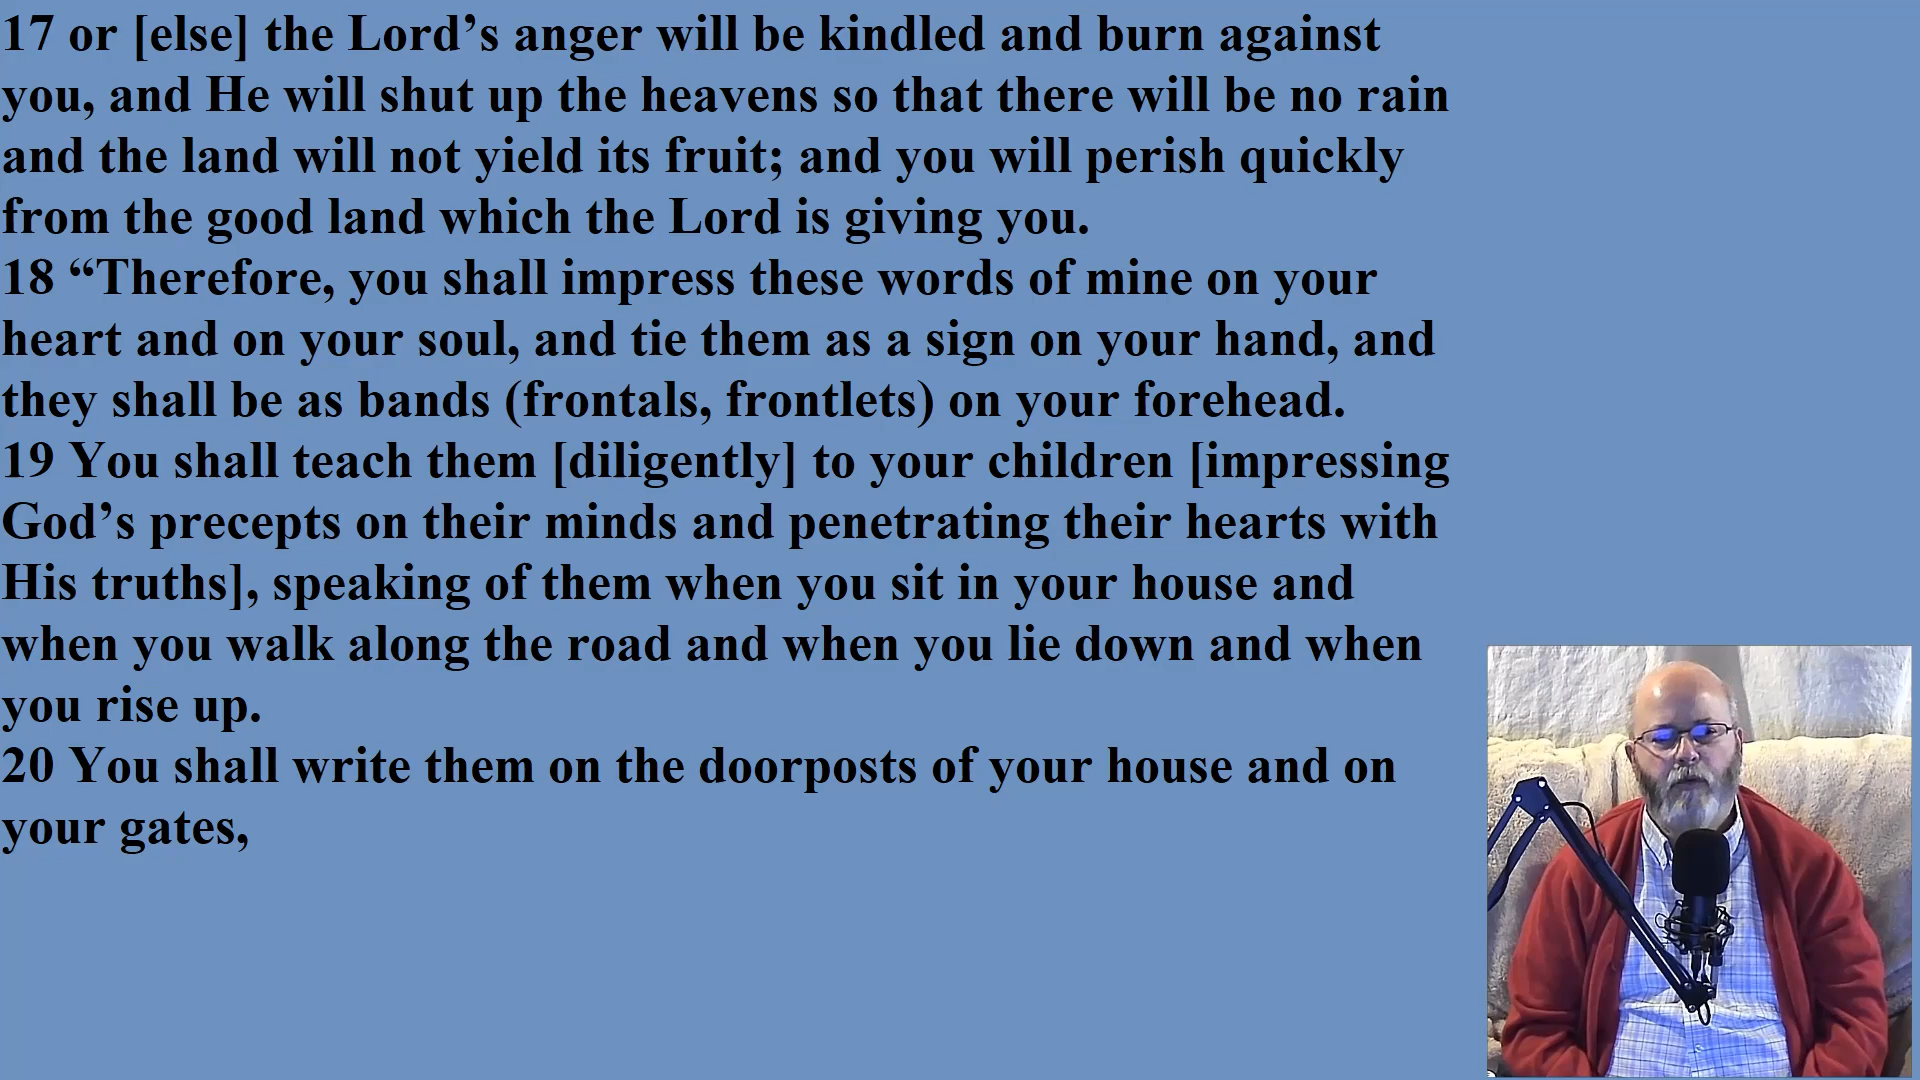 17 or [else] the Lord’s anger will be kindled and burn against
you, and He will shut up the heavens so that there will be no rain
and the land will not yield its fruit; and you will perish quickly
from the good land which the Lord is giving you.
18 “Therefore, you shall impress these words of mine on your
heart and on your soul, and tie them as a sign on your hand, and
they shall be as bands (frontals, frontlets) on your forehead.
19 You shall teach them [diligently] to your children [impressing
God’s precepts on their minds and penetrating their hearts with
His truths], speaking of them when you sit in your house and
when you walk along the road and when you lie down and when
you rise up.
20 You shall write them on the doorposts of your house and on
your gates,